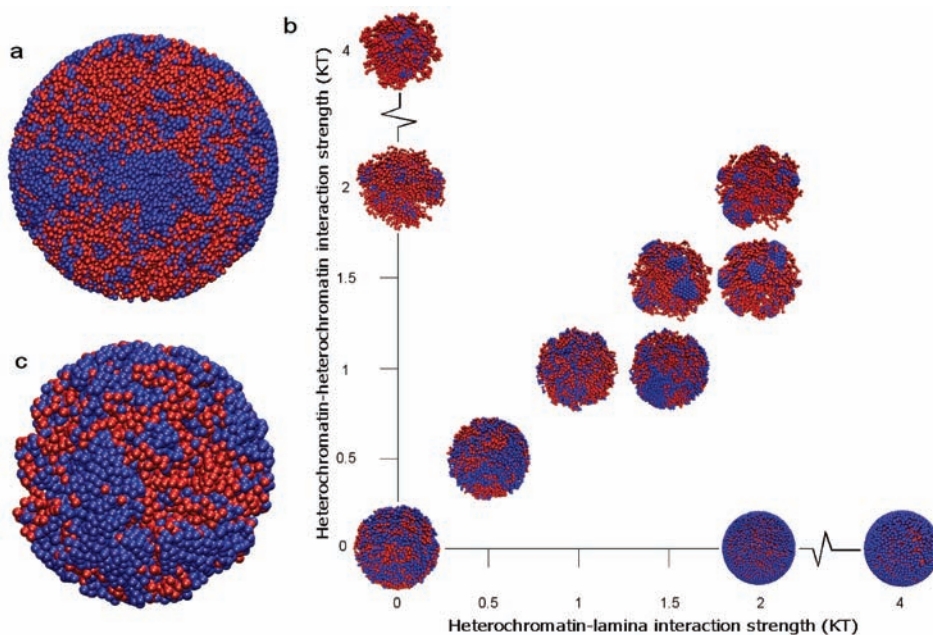 a
b
c
Heterochromatin-heterochromatin interaction strength (KT)
4
2
1.5
1
0.5
0
0
0.5
1
1.5
2
4
Heterochromatin-lamina interaction strength (KT)